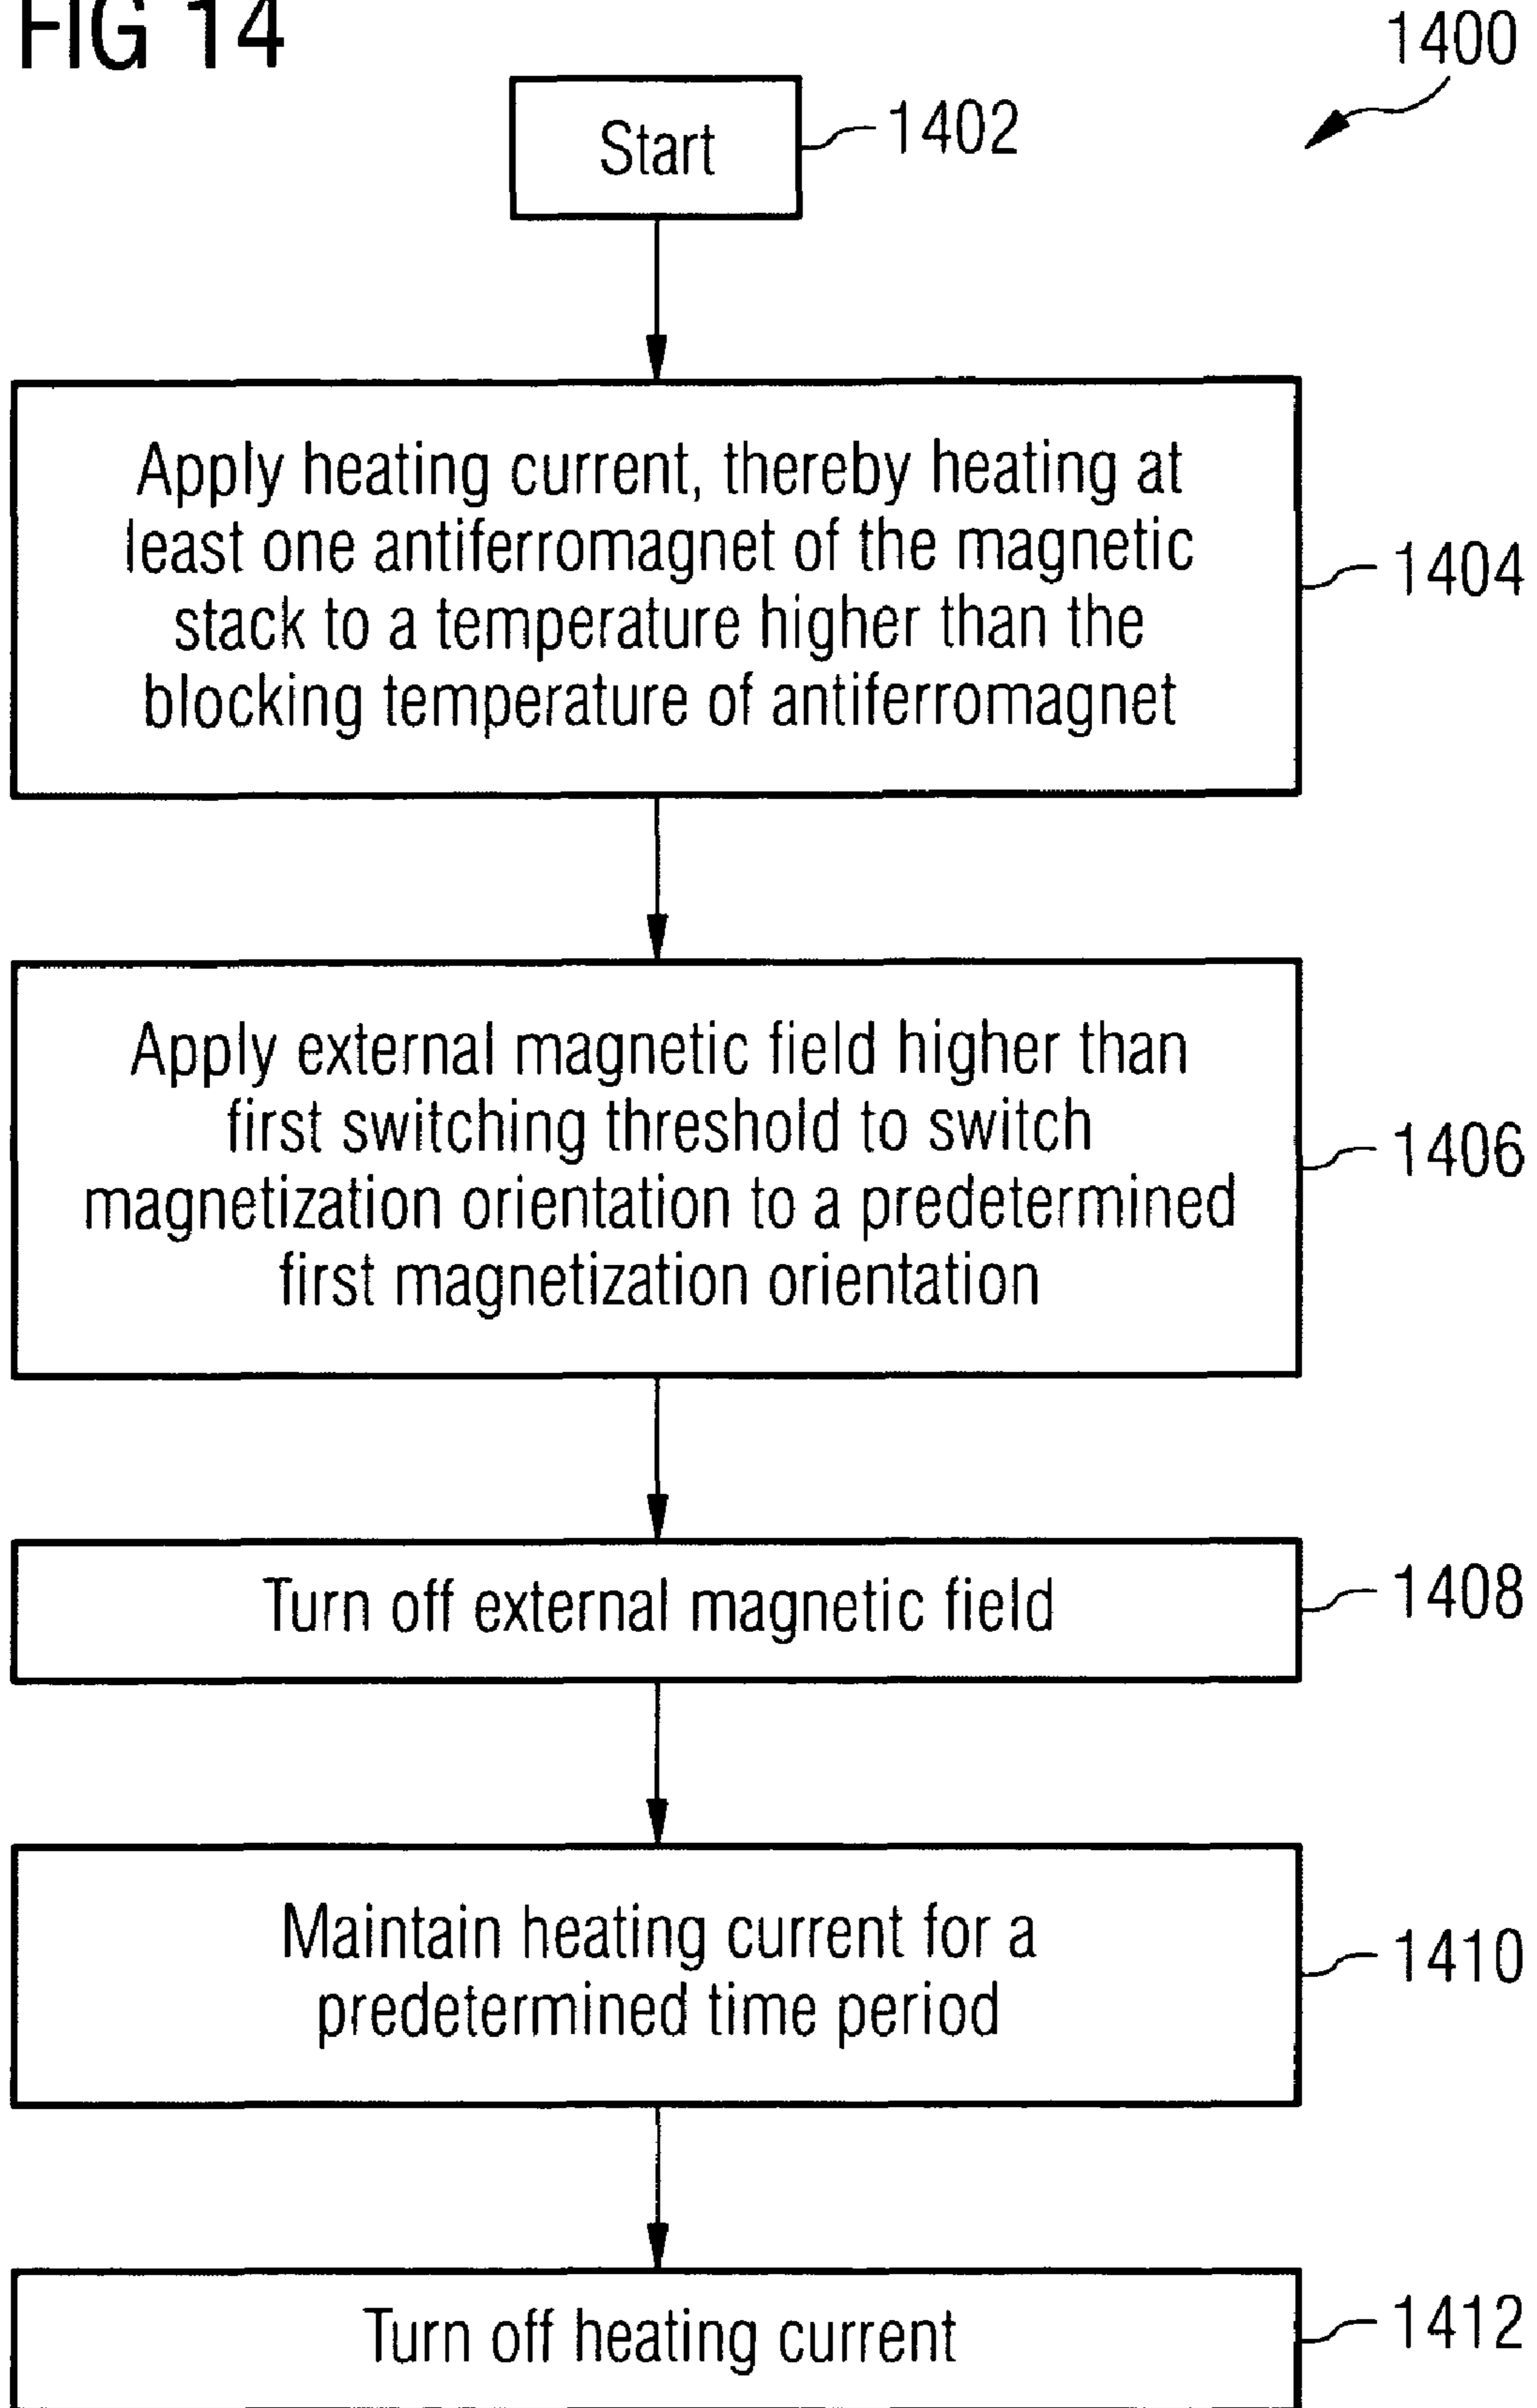 FIG 14
1400
Start
1402
Apply heating current, thereby heating at
least one antiferromagnet of the magnetic
stack to a temperature higher than the
blocking temperature of antiferromagnet
1404
Apply external magnetic field higher than
first switching threshold to switch
magnetization orientation to a predetermined
first magnetization orientation
1406
Turn off external magnetic field
1408
Maintain heating current for a
predetermined time period
1410
Turn off heating current
1412